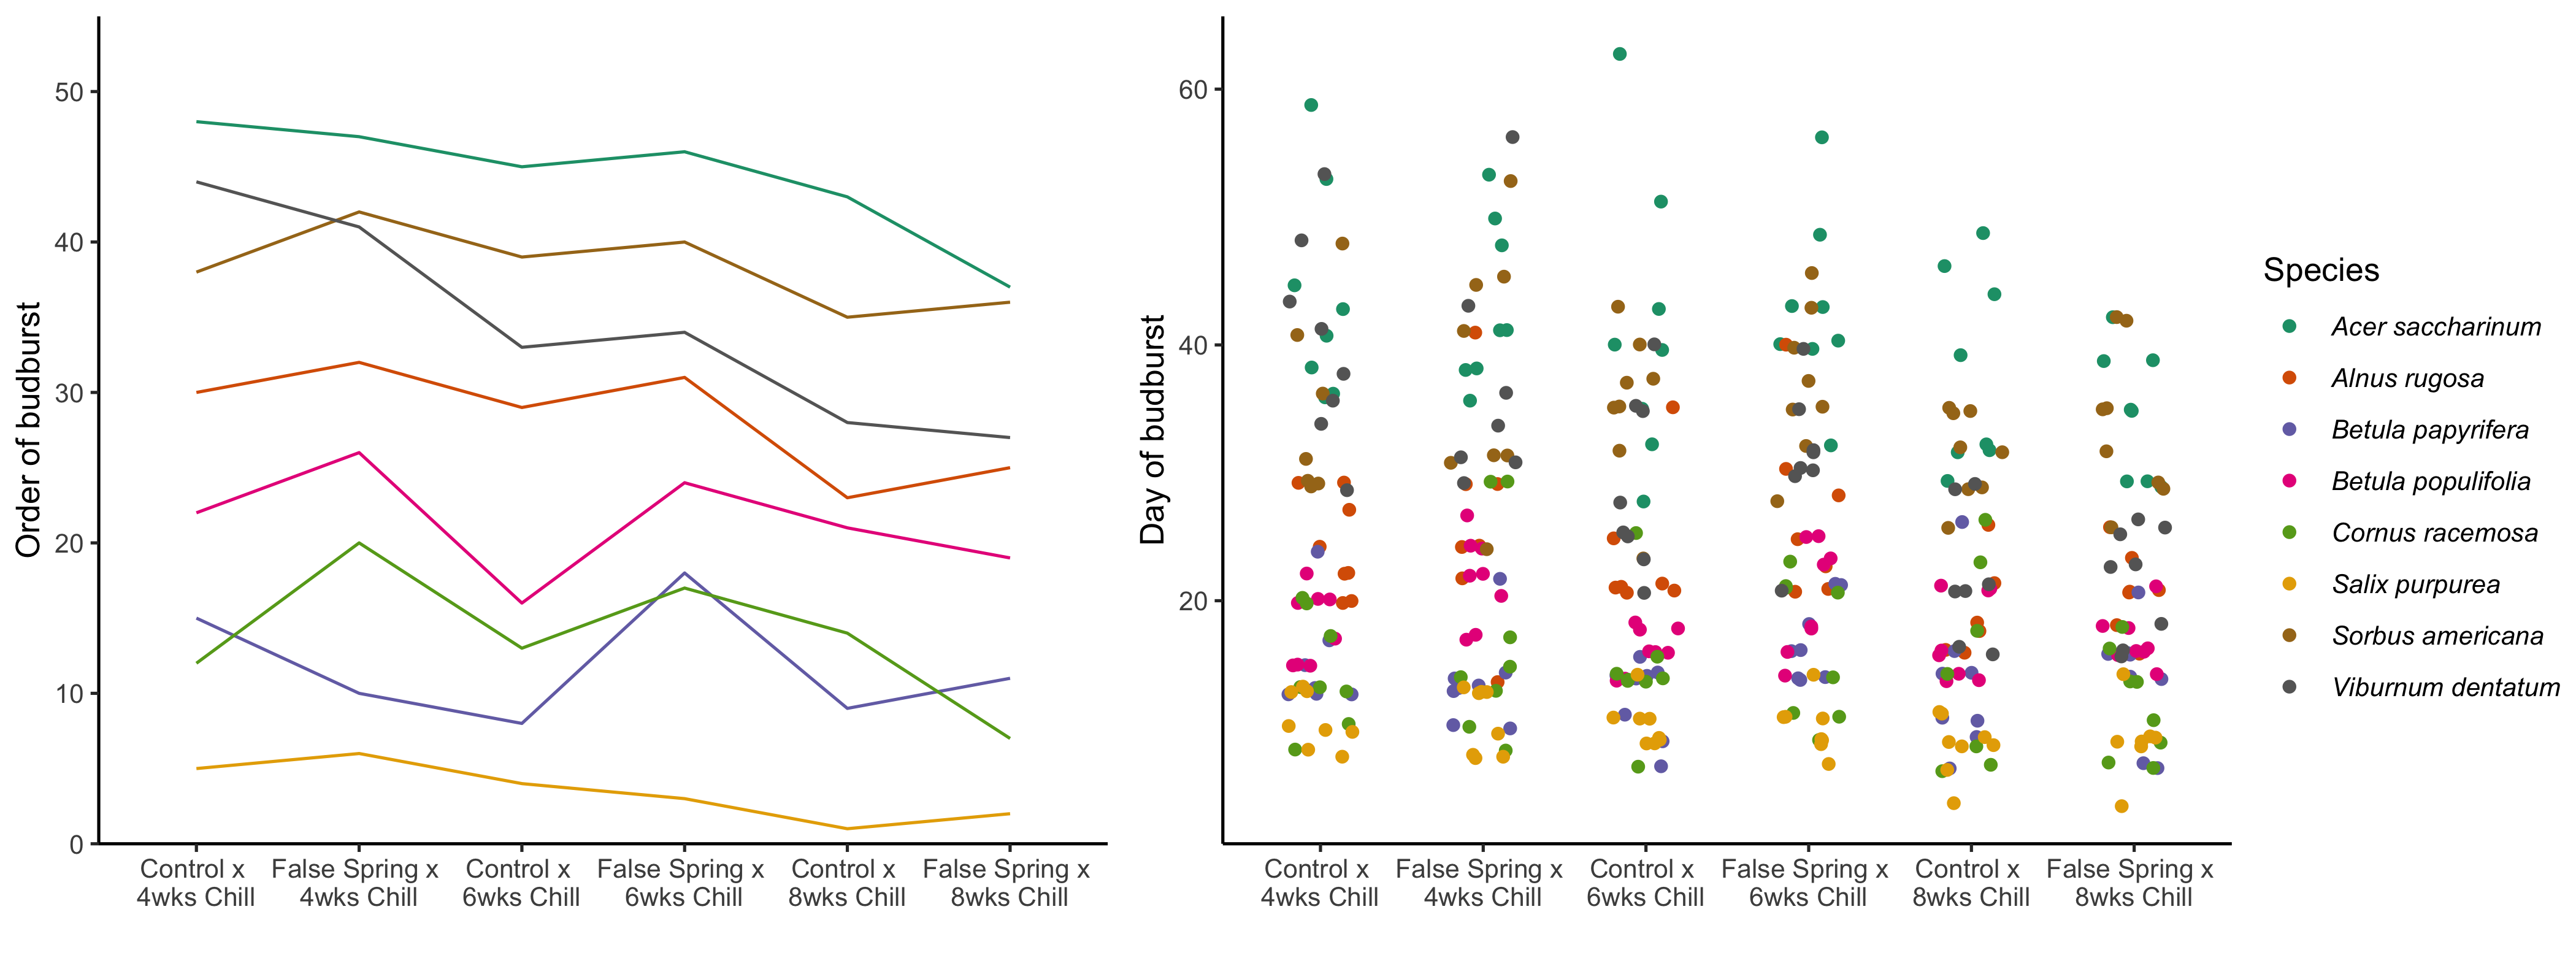 Order of budburst
50
40
30
20
10
0
Control x
4wks Chill
False Spring x
4wks Chill
Control x
6wks Chill
False Spring x
6wks Chill
Control x
8wks Chill
False Spring x
8wks Chill
Day of budburst
60
40
20
Control x
4wks Chill
False Spring x
4wks Chill
Control x
6wks Chill
False Spring x
6wks Chill
Control x
8wks Chill
False Spring x
8wks Chill
Species
Acer saccharinum
Alnus rugosa
Betula papyrifera
Betula populifolia
Cornus racemosa
Salix purpurea
Sorbus americana
Viburnum dentatum